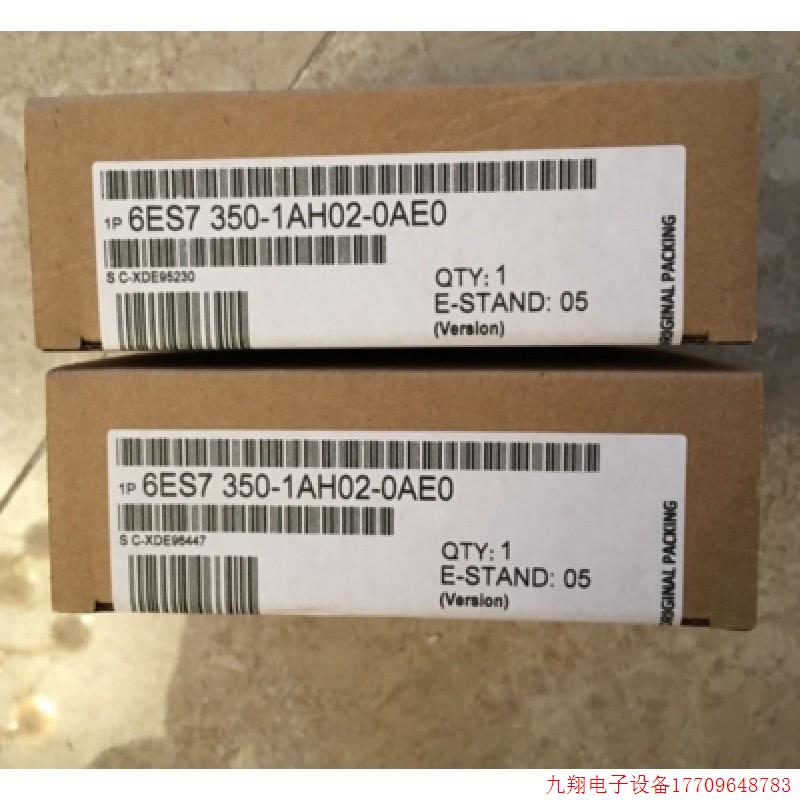 1P 6ES7 350-1AH02-0AE0
S C-XDE95230
QTY: 1
E-STAND: 05
(Version)
ORIGINAL PACKING
1P 6ES7 350-1AH02-0AE0
S C-XDE96447
QTY: 1
E-STAND: 05
(Version)
ORIGINAL PACKING
九翔电子设备17709648783